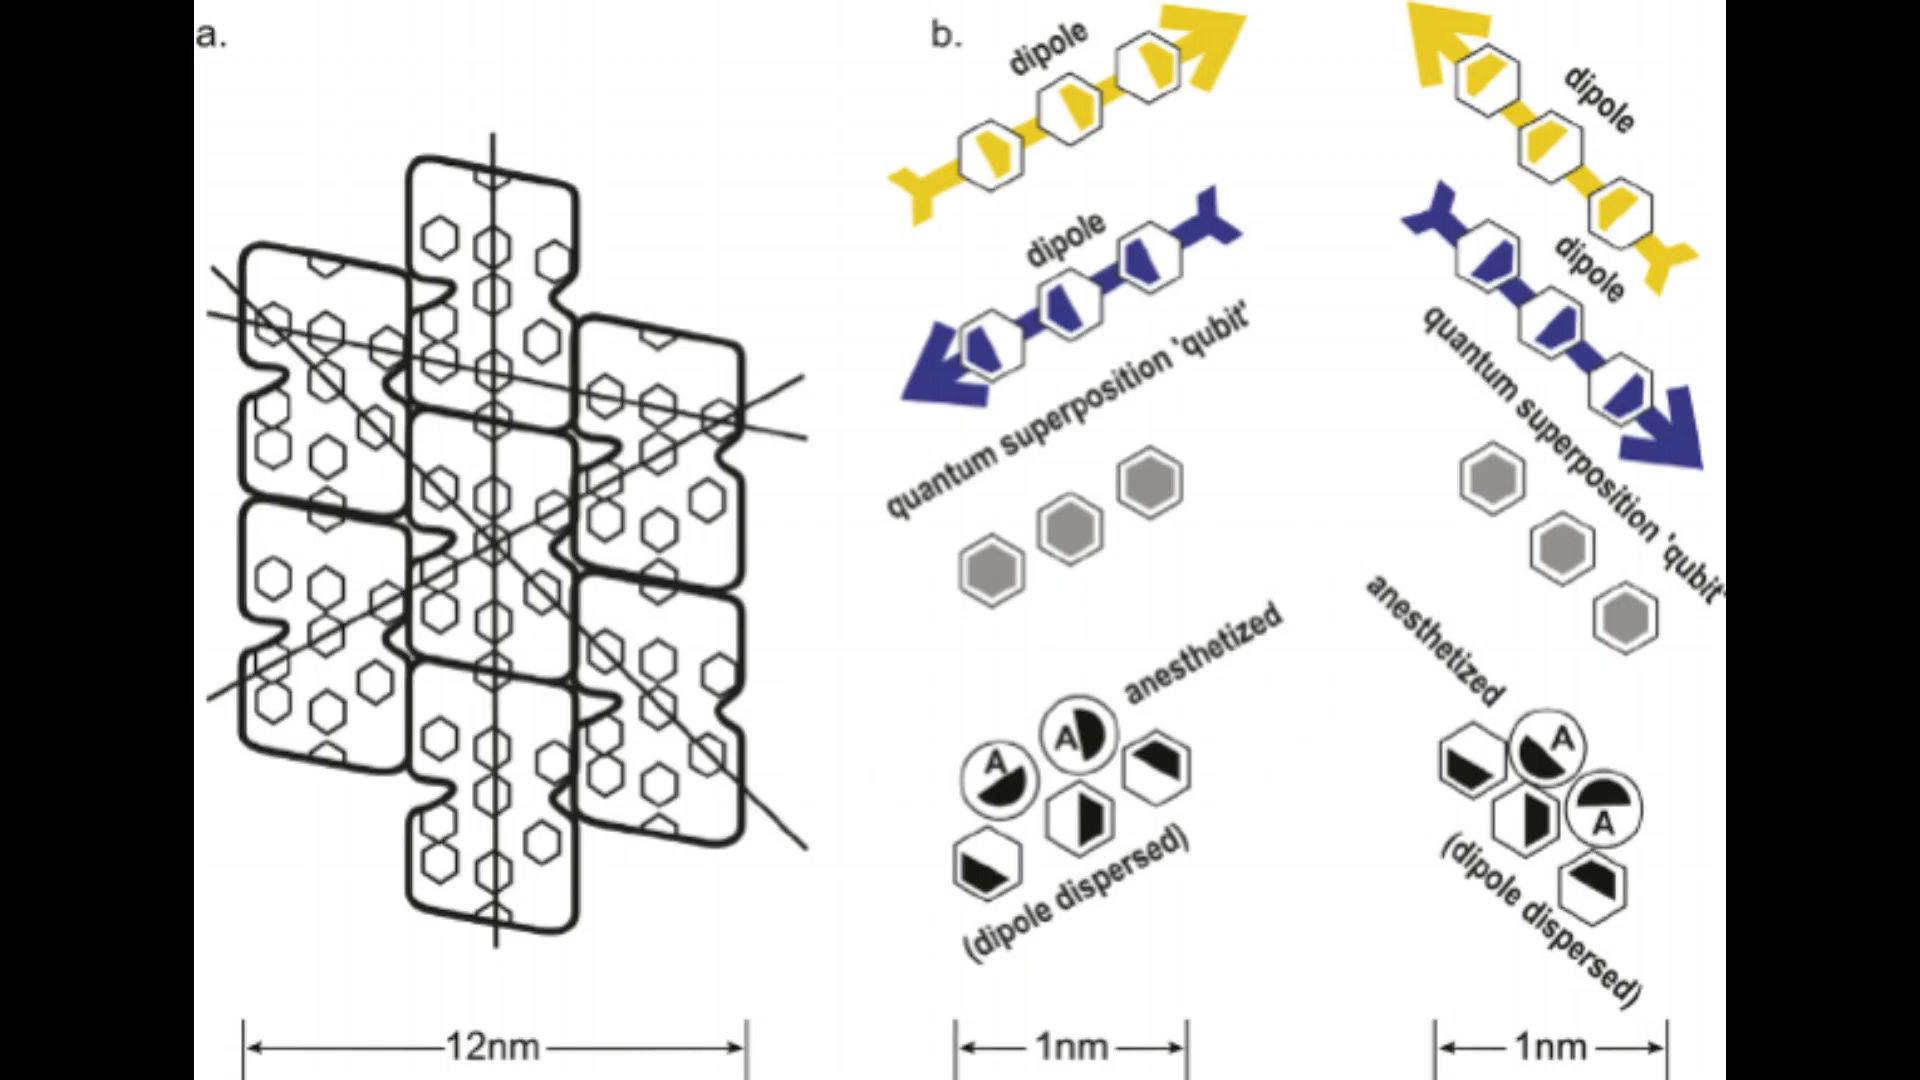 a.
12nm
b.
dipole
dipole
quantum superposition 'qubit'
anesthetized
A
A
(dipole dispersed)
1nm
dipole
dipole
quantum superposition 'qubit'
anesthetized
A
A
(dipole dispersed)
1nm